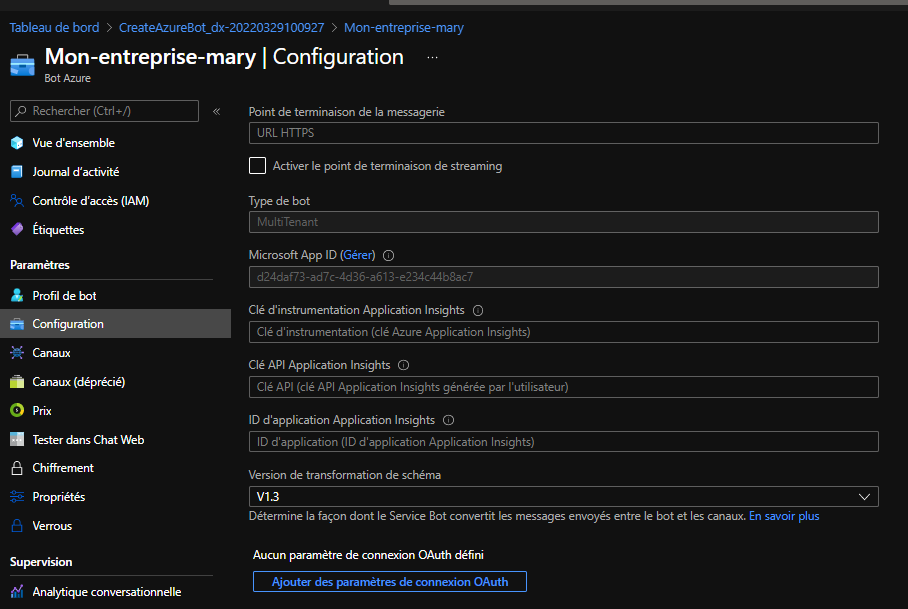 Tableau de bord > CreateAzureBot_dx-20220329100927 > Mon-entreprise-mary
Mon-entreprise-mary | Configuration ...
Bot Azure
Rechercher (Ctrl+/)
«
Vue d'ensemble
Journal d'activité
Contrôle d'accès (IAM)
Étiquettes
Paramètres
Profil de bot
Configuration
Canaux
Canaux (déprécié)
Prix
Tester dans Chat Web
Chiffrement
Propriétés
Verrous
Supervision
Analytique conversationnelle
Point de terminaison de la messagerie
URL HTTPS
Activer le point de terminaison de streaming
Type de bot
MultiTenant
Microsoft App ID (Gérer)
d24daf73-ad7c-4d36-a613-e234c44b8ac7
Clé d'instrumentation Application Insights
Clé d'instrumentation (clé Azure Application Insights)
Clé API Application Insights
Clé API (clé API Application Insights générée par l'utilisateur)
ID d'application Application Insights
ID d'application (ID d'application Application Insights)
Version de transformation de schéma
V1.3
Détermine la façon dont le Service Bot convertit les messages envoyés entre le bot et les canaux. En savoir plus
Aucun paramètre de connexion OAuth défini
Ajouter des paramètres de connexion OAuth